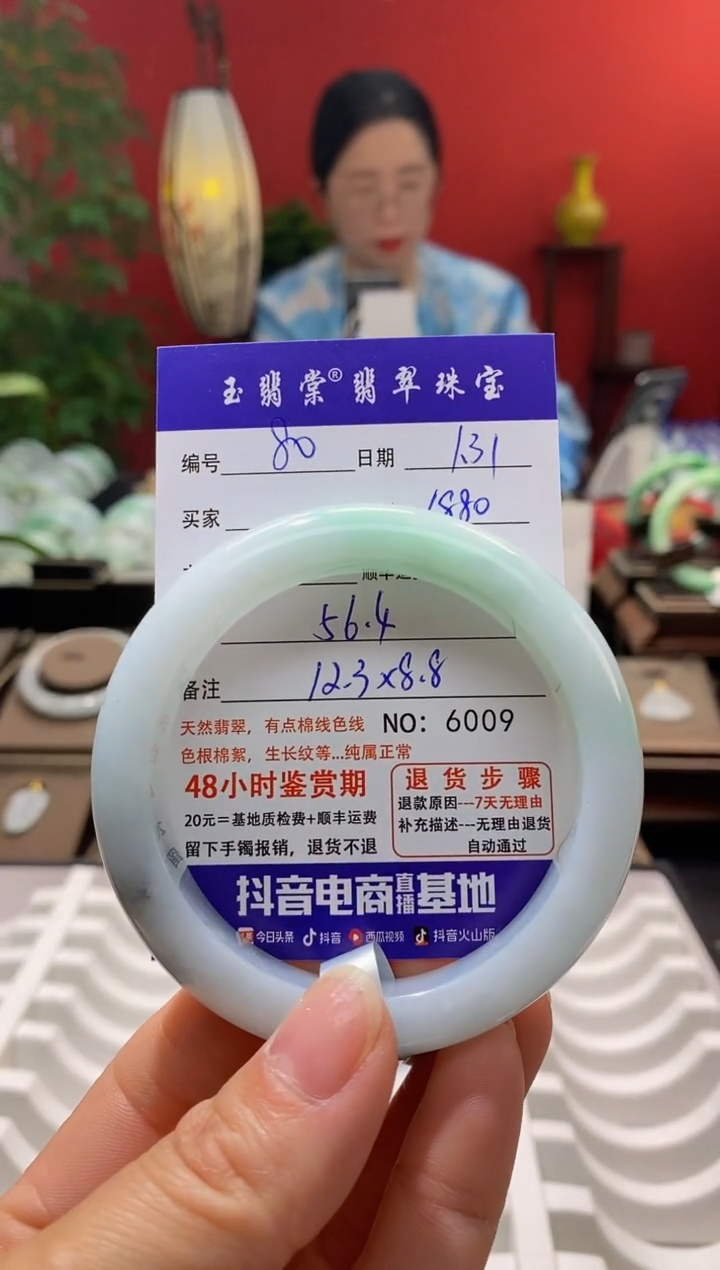 玉翡棠®翡翠珠宝
编号 80 日期 1.31
买家 1880
56.4
备注 12.3x8.8
天然翡翠，有点棉线色线 NO: 6009
色根棉絮，生长纹等...纯属正常
48小时鉴赏期
20元=基地质检费+顺丰运费
留下手镯报销，退货不退
退货步骤
退款原因---7天无理由
补充描述---无理由退货
自动通过
抖音电商直播基地
今日头条 抖音 西瓜视频 抖音火山版